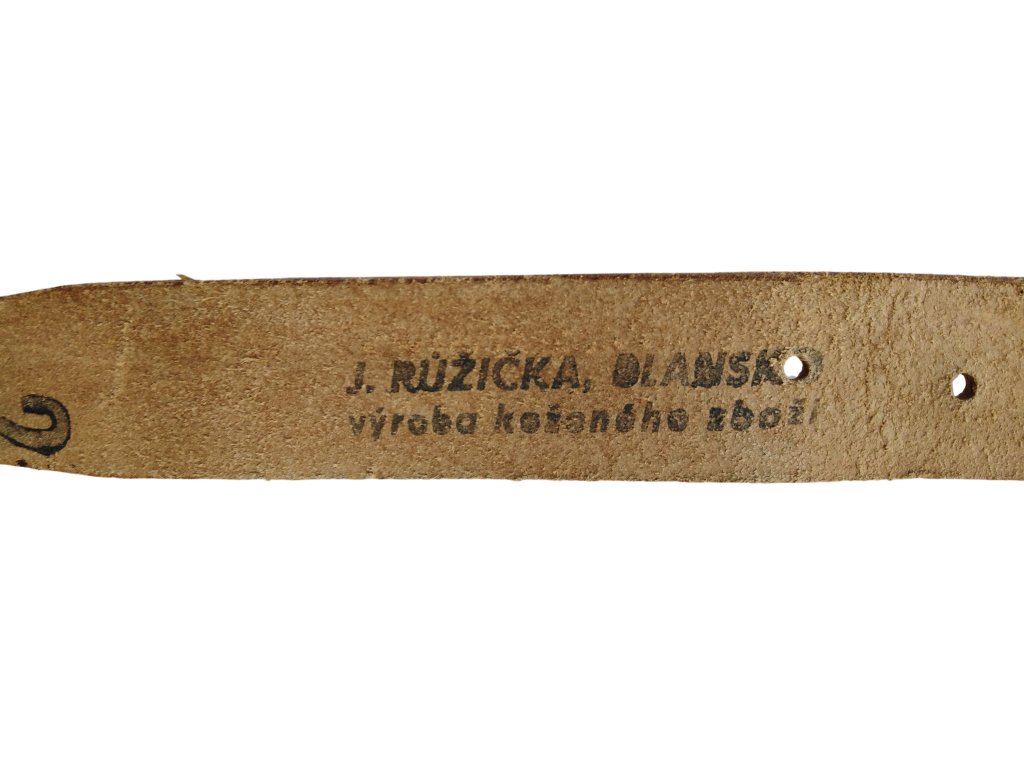 J. RŮŽIČKA, BLANSKO
výroba koženého zboží